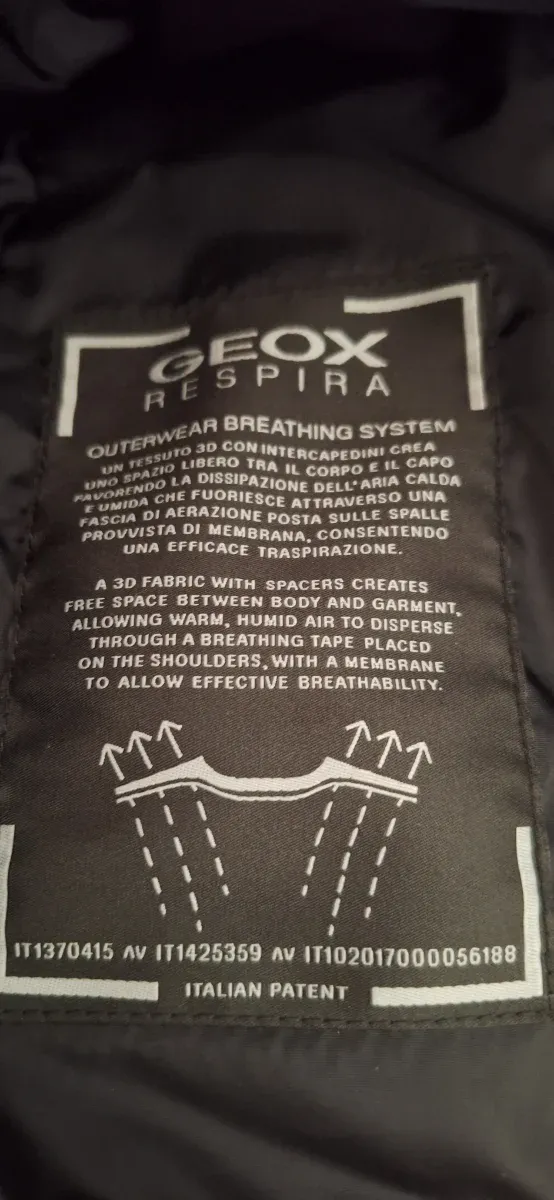 GEOX
RESPIRA
OUTERWEAR BREATHING SYSTEM
UN TESSUTO 3D CON INTERCAPEDINI CREA
UNO SPAZIO LIBERO TRA IL CORPO E IL CAPO
FAVORENDO LA DISSIPAZIONE DELL'ARIA CALDA
E UMIDA CHE FUORIESCE ATTRAVERSO UNA
FASCIA DI AERAZIONE POSTA SULLE SPALLE
PROVVISTA DI MEMBRANA, CONSENTENDO
UNA EFFICACE TRASPIRAZIONE.
A 3D FABRIC WITH SPACERS CREATES
FREE SPACE BETWEEN BODY AND GARMENT,
ALLOWING WARM, HUMID AIR TO DISPERSE
THROUGH A BREATHING TAPE PLACED
ON THE SHOULDERS, WITH A MEMBRANE
TO ALLOW EFFECTIVE BREATHABILITY.
IT1370415 AV IT1425359 AV IT102017000056188
ITALIAN PATENT